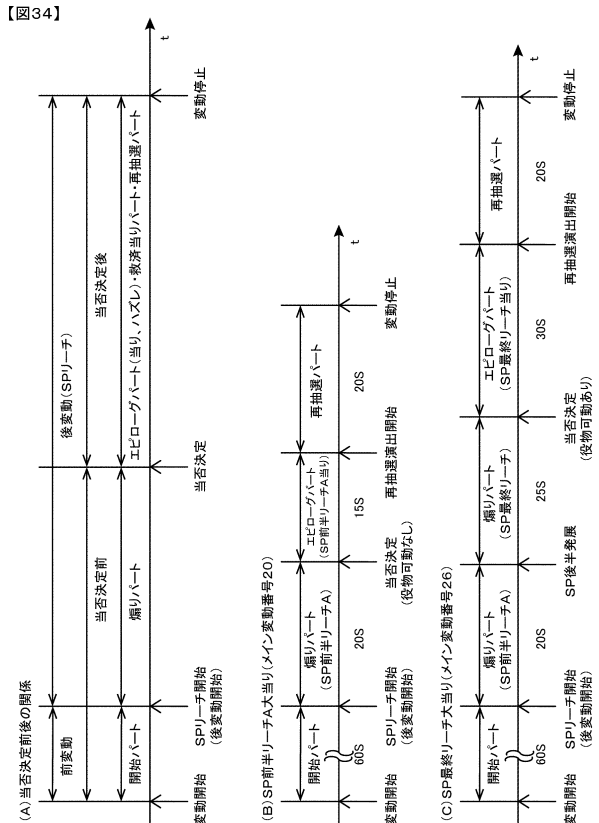 【図34】
(A)当否決定前後の関係
前変動
後変動(SPリーチ)
当否決定前
当否決定後
開始パート
煽りパート
エピローグパート(当り、ハズレ)・救済当りパート・再抽選パート
t
変動開始
SPリーチ開始
(後変動開始)
当否決定
変動停止
(B)SP前半リーチA大当り(メイン変動番号20)
開始パート
煽りパート
(SP前半リーチA)
エピローグパート
(SP前半リーチA当り)
再抽選パート
t
60S
20S
15S
20S
変動開始
SPリーチ開始
(後変動開始)
当否決定
(役物可動なし)
再抽選演出開始
変動停止
(C)SP最終リーチ大当り(メイン変動番号26)
開始パート
煽りパート
(SP前半リーチA)
煽りパート
(SP最終リーチ)
エピローグパート
(SP最終リーチ当り)
再抽選パート
t
60S
20S
25S
30S
20S
変動開始
SPリーチ開始
(後変動開始)
SP後半発展
当否決定
(役物可動あり)
再抽選演出開始
変動停止